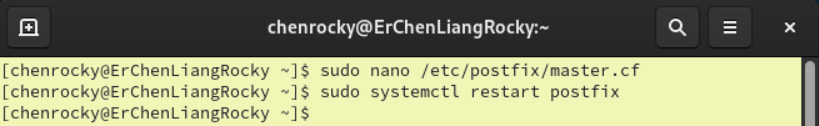 chenrocky@ErChenLiangRocky:~
[chenrocky@ErChenLiangRocky ~]$ sudo nano /etc/postfix/master.cf
[chenrocky@ErChenLiangRocky ~]$ sudo systemctl restart postfix
[chenrocky@ErChenLiangRocky ~]$